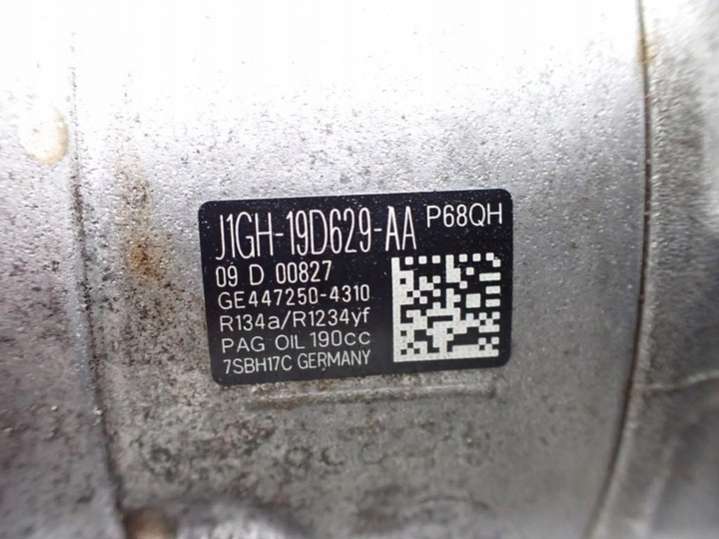 J1GH-19D629-AA P68QH
09 D 00827
GE447250-4310
R134a/R1234yf
PAG OIL 190cc
7SBH17C GERMANY